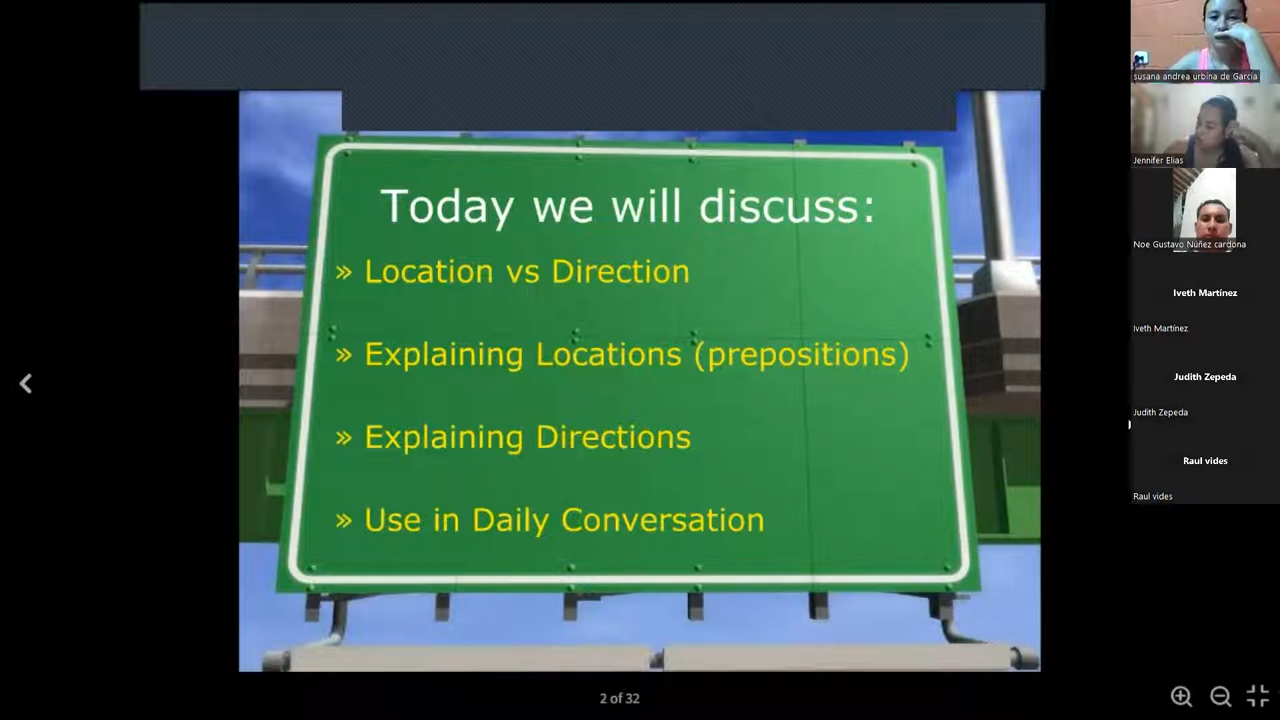 Today we will discuss:
» Location vs Direction
» Explaining Locations (prepositions)
» Explaining Directions
» Use in Daily Conversation
2 of 32
susana andrea urbina de Garcia
Jennifer Elias
Noe Gustavo Núñez cardona
Iveth Martínez
Iveth Martínez
Judith Zepeda
Judith Zepeda
Raul vides
Raul vides